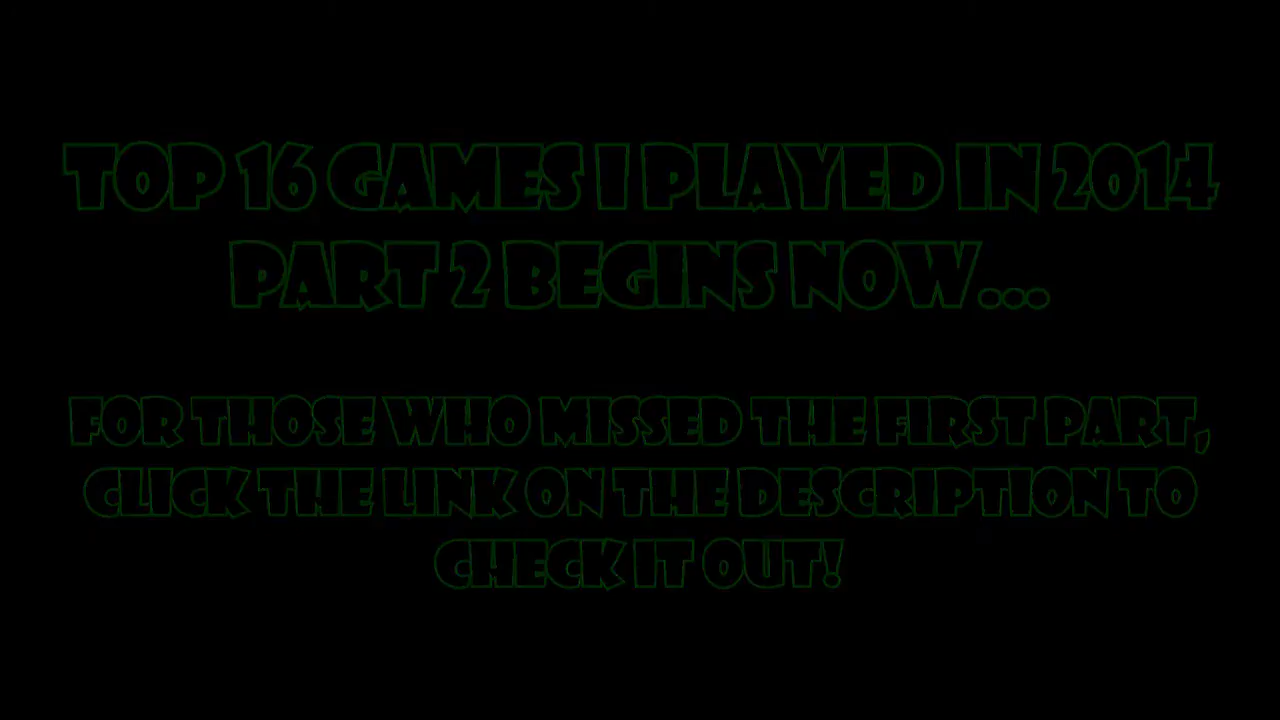 TOP 16 GAMES I PLAYED IN 2014
PART 2 BEGINS NOW...
FOR THOSE WHO MISSED THE FIRST PART,
CLICK THE LINK ON THE DESCRIPTION TO
CHECK IT OUT!